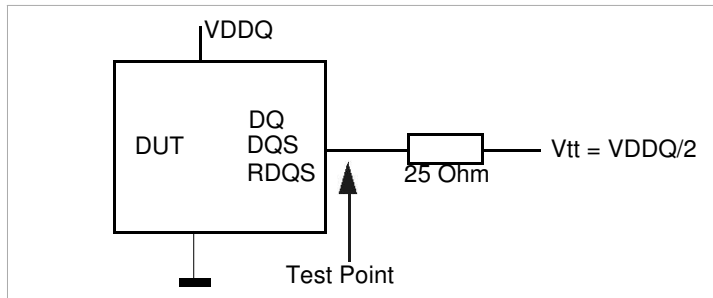 VDDQ
DUT
DQ
DQS
RDQS
25 Ohm
Vtt = VDDQ/2
Test Point